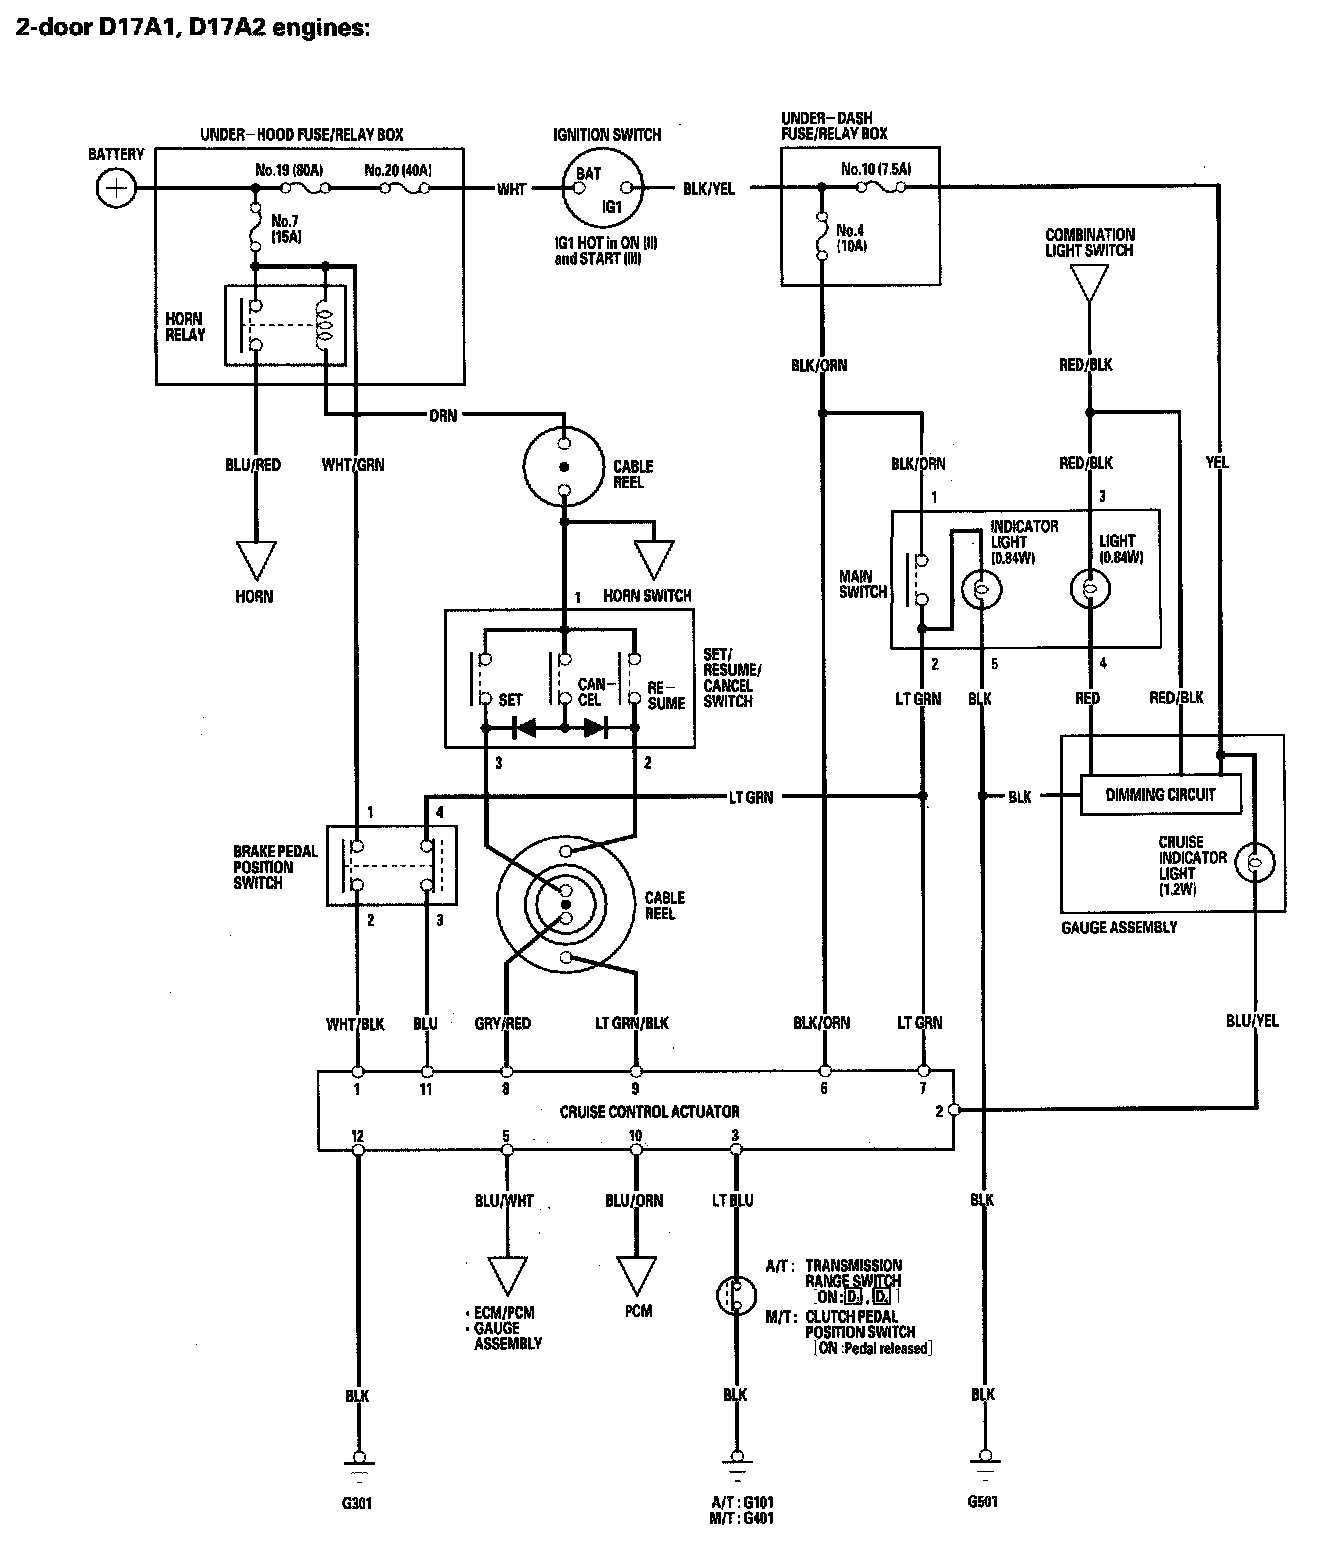 2-door D17A1, D17A2 engines:
UNDER-HOOD FUSE/RELAY BOX
IGNITION SWITCH
UNDER-DASH
FUSE/RELAY BOX
BATTERY
No.19 (80A)
No.20 (40A)
BAT
No.10 (7.5A)
WHT
BLK/YEL
IG1
No.7
(15A)
No.4
(10A)
IG1 HOT in ON (II)
and START (III)
COMBINATION
LIGHT SWITCH
HORN
RELAY
BLK/ORN
RED/BLK
ORN
BLU/RED
WHT/GRN
CABLE
REEL
BLK/ORN
RED/BLK
YEL
1
3
INDICATOR
LIGHT
(0.84W)
LIGHT
(0.84W)
MAIN
SWITCH
HORN
1
HORN SWITCH
2
5
4
SET
CAN-
CEL
RE-
SUME
SET/
RESUME/
CANCEL
SWITCH
LT GRN
BLK
RED
RED/BLK
3
2
LT GRN
BLK
DIMMING CIRCUIT
1
4
BRAKE PEDAL
POSITION
SWITCH
CRUISE
INDICATOR
LIGHT
(1.2W)
CABLE
REEL
2
3
GAUGE ASSEMBLY
WHT/BLK
BLU
GRY/RED
LT GRN/BLK
BLK/ORN
LT GRN
BLU/YEL
1
11
8
9
6
7
CRUISE CONTROL ACTUATOR
2
12
5
10
3
BLU/WHT
BLU/ORN
LT BLU
BLK
A/T : TRANSMISSION
RANGE SWITCH
[ON : D3 , D4 ]
M/T : CLUTCH PEDAL
POSITION SWITCH
[ON :Pedal released]
• ECM/PCM
• GAUGE
ASSEMBLY
PCM
BLK
BLK
BLK
G301
A/T : G101
M/T : G401
G501